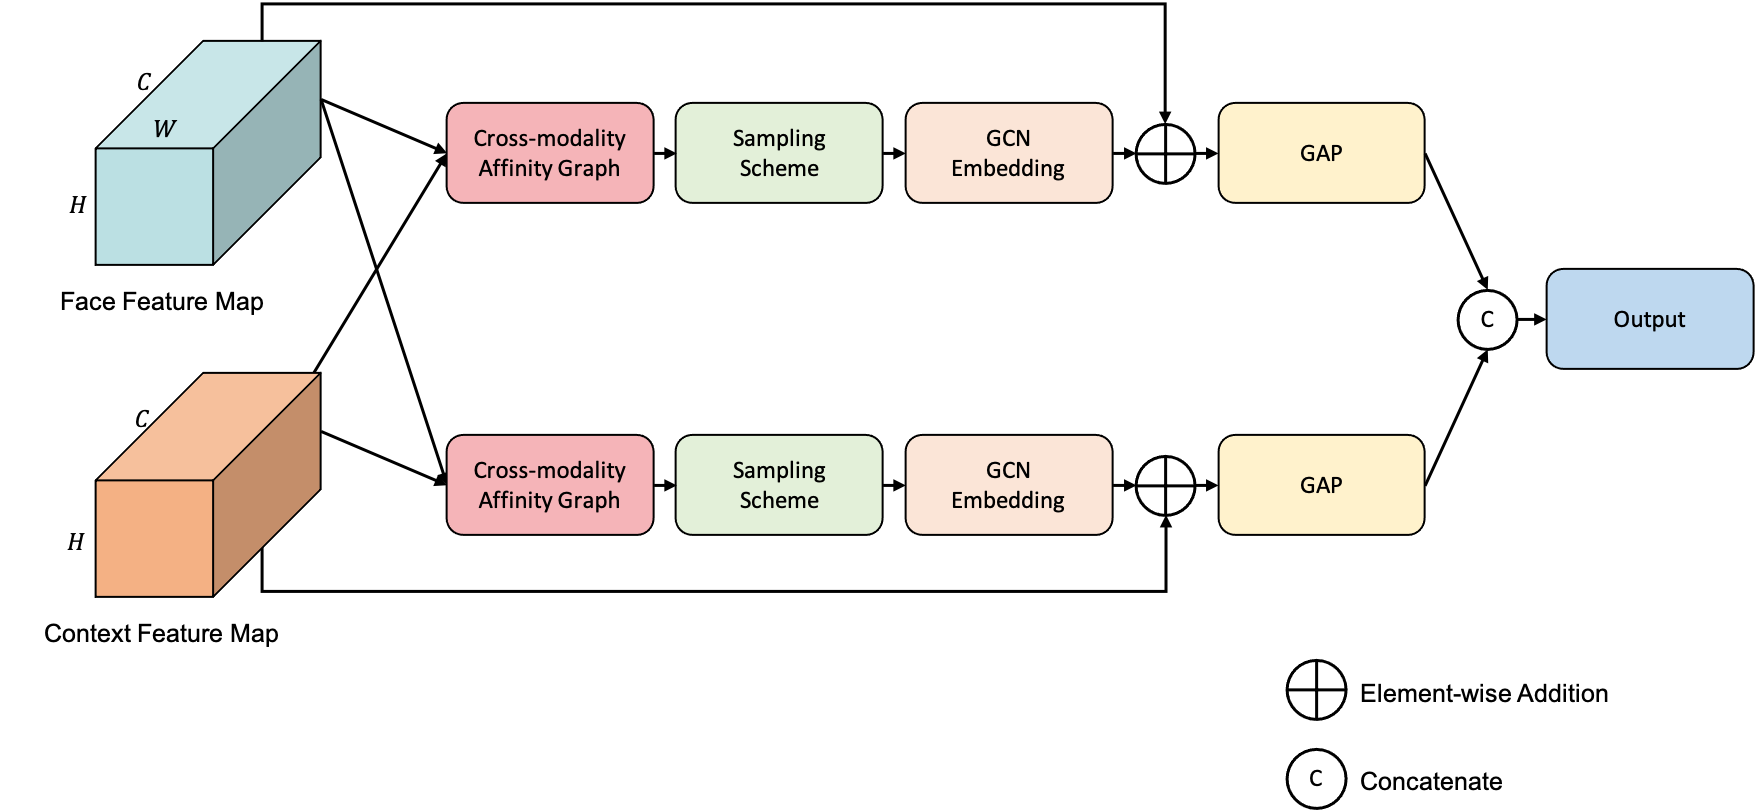 C
W
H
Face Feature Map
Cross-modality
Affinity Graph
Sampling
Scheme
GCN
Embedding
GAP
C
Output
C
H
Context Feature Map
Cross-modality
Affinity Graph
Sampling
Scheme
GCN
Embedding
GAP
Element-wise Addition
C
Concatenate